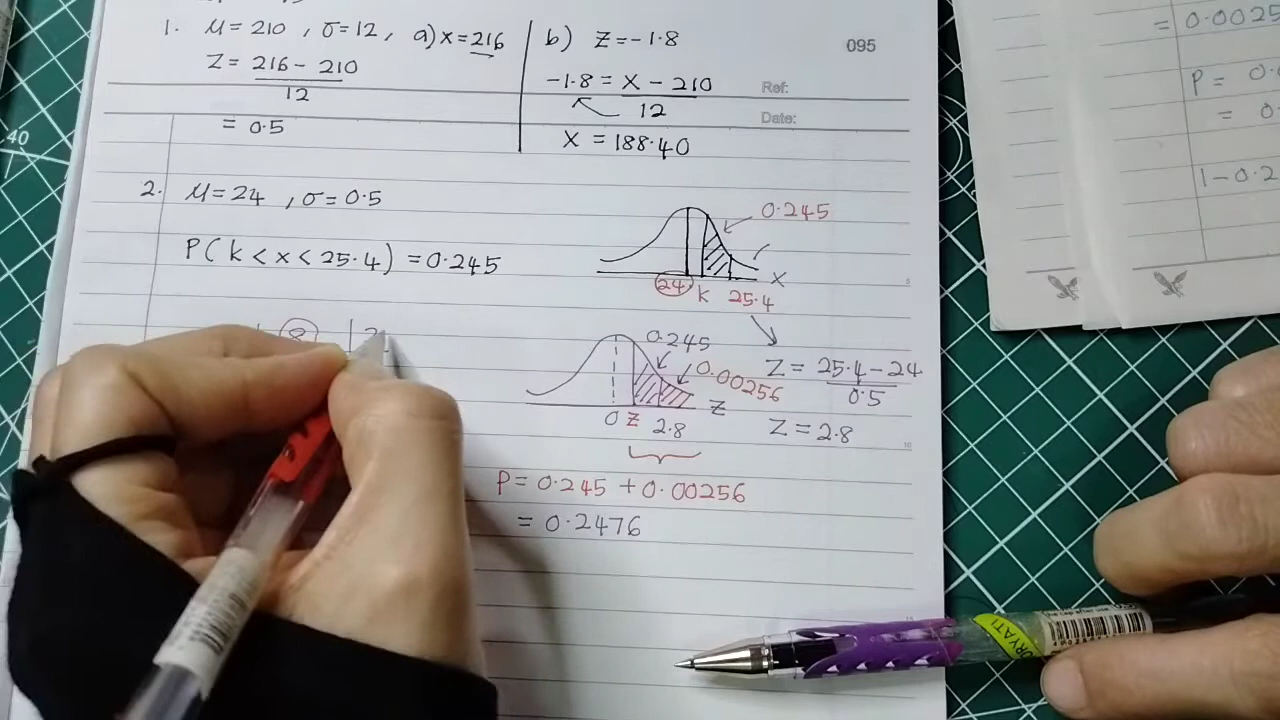 1. μ = 210 , σ = 12 , a) x = 216
Z = 216 - 210
12
= 0.5
b) Z = -1.8
-1.8 = x - 210
12
x = 188.40
095
Ref:
Date:
2. μ = 24 , σ = 0.5
P( k < x < 25.4 ) = 0.245
0.245
24 k 25.4 x
8
0.245
0.00256
0 Z 2.8 Z
Z = 25.4 - 24
0.5
Z = 2.8
P = 0.245 + 0.00256
= 0.2476
40
= 0.0025
P = 0.
= 0.
1 - 0.2